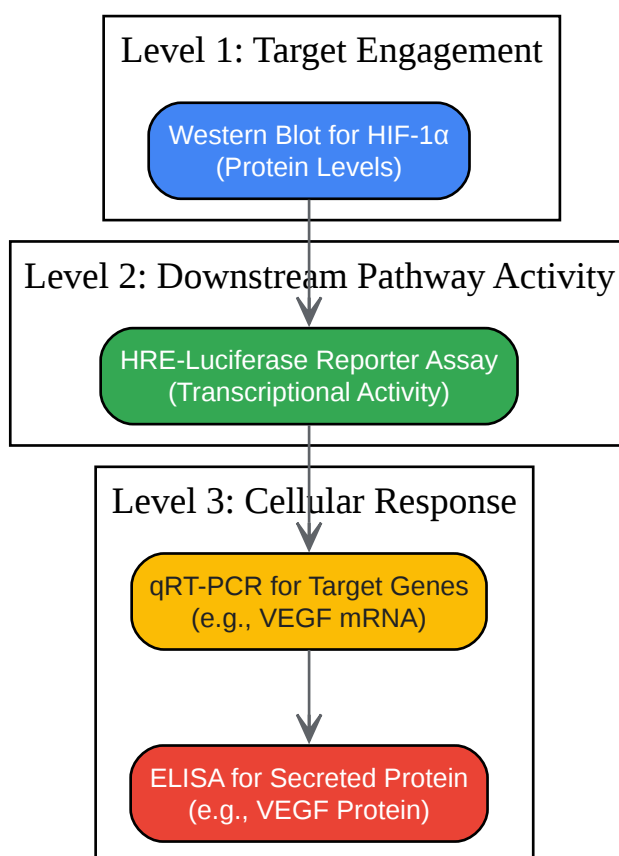 Level 1: Target Engagement
Western Blot for HIF-1α
(Protein Levels)
Level 2: Downstream Pathway Activity
HRE-Luciferase Reporter Assay
(Transcriptional Activity)
Level 3: Cellular Response
qRT-PCR for Target Genes
(e.g., VEGF mRNA)
ELISA for Secreted Protein
(e.g., VEGF Protein)